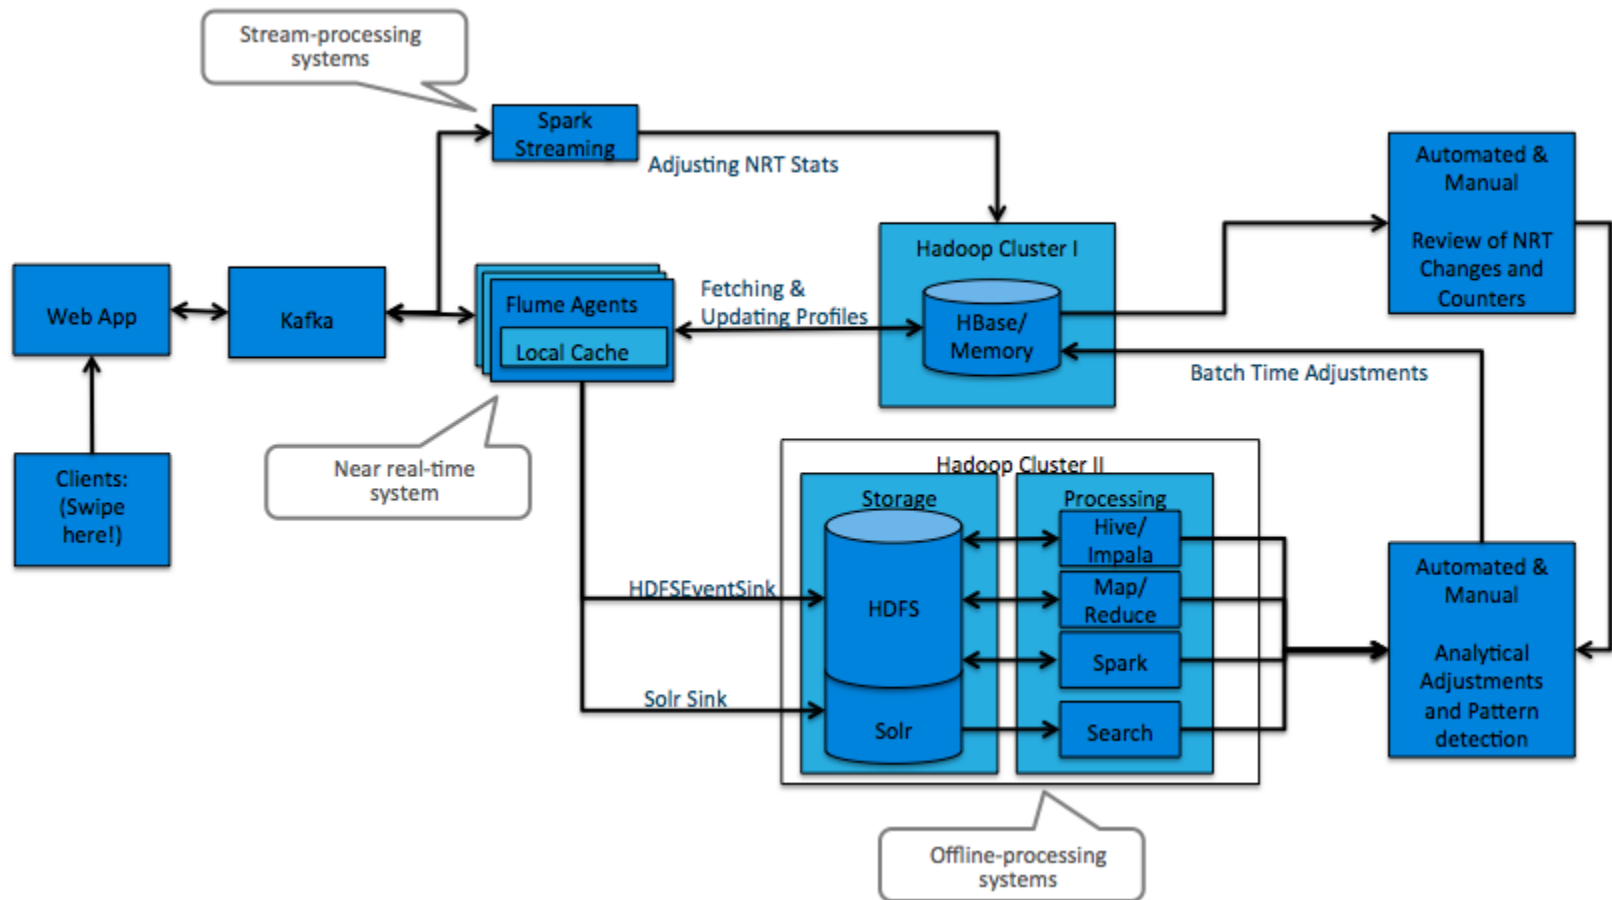 Stream-processing
systems
Spark
Streaming
Adjusting NRT Stats
Automated &
Manual
Review of NRT
Changes and
Counters
Hadoop Cluster I
HBase/
Memory
Web App
Kafka
Flume Agents
Local Cache
Fetching &
Updating Profiles
Batch Time Adjustments
Clients:
(Swipe
here!)
Near real-time
system
Hadoop Cluster II
Storage
HDFS
Solr
Processing
Hive/
Impala
Map/
Reduce
Spark
Search
HDFSEventSink
Solr Sink
Automated &
Manual
Analytical
Adjustments
and Pattern
detection
Offline-processing
systems